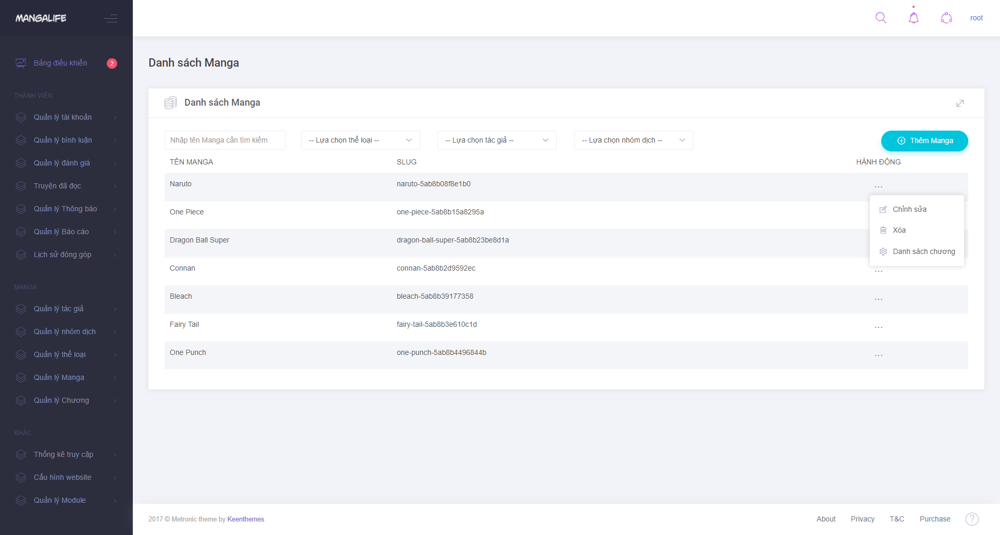 MANGALIFE
root
Bảng điều khiển
2
THÀNH VIÊN
Quản lý tài khoản
Quản lý bình luận
Quản lý đánh giá
Truyện đã đọc
Quản lý Thông báo
Quản lý Báo cáo
Lịch sử đóng góp
MANGA
Quản lý tác giả
Quản lý nhóm dịch
Quản lý thể loại
Quản lý Manga
Quản lý Chương
KHÁC
Thống kê truy cập
Cấu hình website
Quản lý Module
Danh sách Manga
Danh sách Manga
Nhập tên Manga cần tìm kiếm
-- Lựa chọn thể loại --
-- Lựa chọn tác giả --
-- Lựa chọn nhóm dịch --
Thêm Manga
TÊN MANGA SLUG HÀNH ĐỘNG
Naruto naruto-5ab8b08f8e1b0 ...
One Piece one-piece-5ab8b15a8295a
Dragon Ball Super dragon-ball-super-5ab8b23be8d1a
Connan connan-5ab8b2d9592ec ...
Bleach bleach-5ab8b39177358 ...
Fairy Tail fairy-tail-5ab8b3e610c1d ...
One Punch one-punch-5ab8b4496844b ...
Chỉnh sửa
Xóa
Danh sách chương
2017 © Metronic theme by Keenthemes
About Privacy T&C Purchase ?